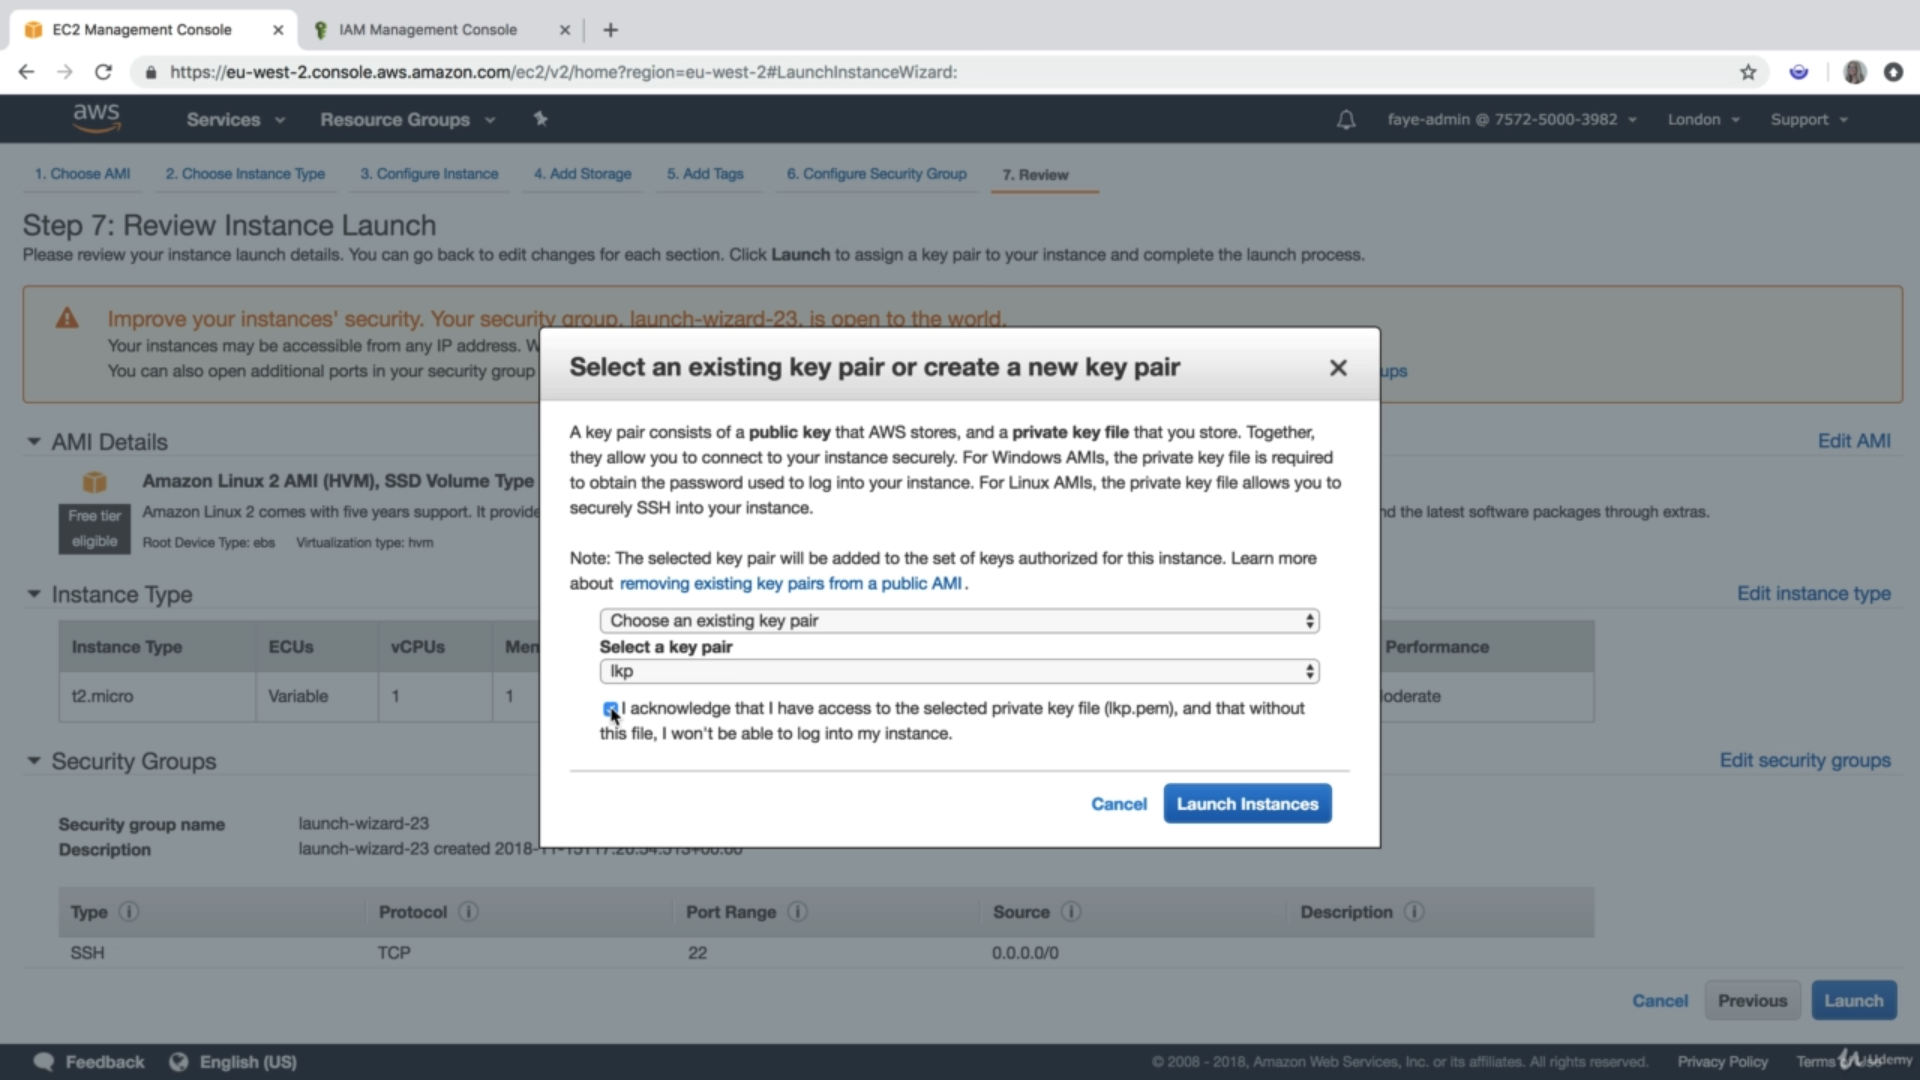 EC2 Management Console
IAM Management Console
https://eu-west-2.console.aws.amazon.com/ec2/v2/home?region=eu-west-2#LaunchInstanceWizard:
aws
Services
Resource Groups
faye-admin @ 7572-5000-3982
London
Support
1. Choose AMI
2. Choose Instance Type
3. Configure Instance
4. Add Storage
5. Add Tags
6. Configure Security Group
7. Review
Step 7: Review Instance Launch
Please review your instance launch details. You can go back to edit changes for each section. Click Launch to assign a key pair to your instance and complete the launch process.
Improve your instances' security. Your security group, launch-wizard-23, is open to the world.
Your instances may be accessible from any IP address. W
You can also open additional ports in your security group
ups
Select an existing key pair or create a new key pair
A key pair consists of a public key that AWS stores, and a private key file that you store. Together,
they allow you to connect to your instance securely. For Windows AMIs, the private key file is required
to obtain the password used to log into your instance. For Linux AMIs, the private key file allows you to
securely SSH into your instance.
Note: The selected key pair will be added to the set of keys authorized for this instance. Learn more
about removing existing key pairs from a public AMI .
Choose an existing key pair
Select a key pair
lkp
I acknowledge that I have access to the selected private key file (lkp.pem), and that without
this file, I won't be able to log into my instance.
Cancel
Launch Instances
AMI Details
Edit AMI
Amazon Linux 2 AMI (HVM), SSD Volume Type
Free tier
eligible
Amazon Linux 2 comes with five years support. It provide
nd the latest software packages through extras.
Root Device Type: ebs Virtualization type: hvm
Instance Type
Edit instance type
Instance Type ECUs vCPUs Mem Performance
t2.micro Variable 1 1 oderate
Security Groups
Edit security groups
Security group name launch-wizard-23
Description launch-wizard-23 created 2018-
Type Protocol Port Range Source Description
SSH TCP 22 0.0.0.0/0
Cancel
Previous
Launch
Feedback
English (US)
© 2008 - 2018, Amazon Web Services, Inc. or its affiliates. All rights reserved.
Privacy Policy
Terms
Udemy